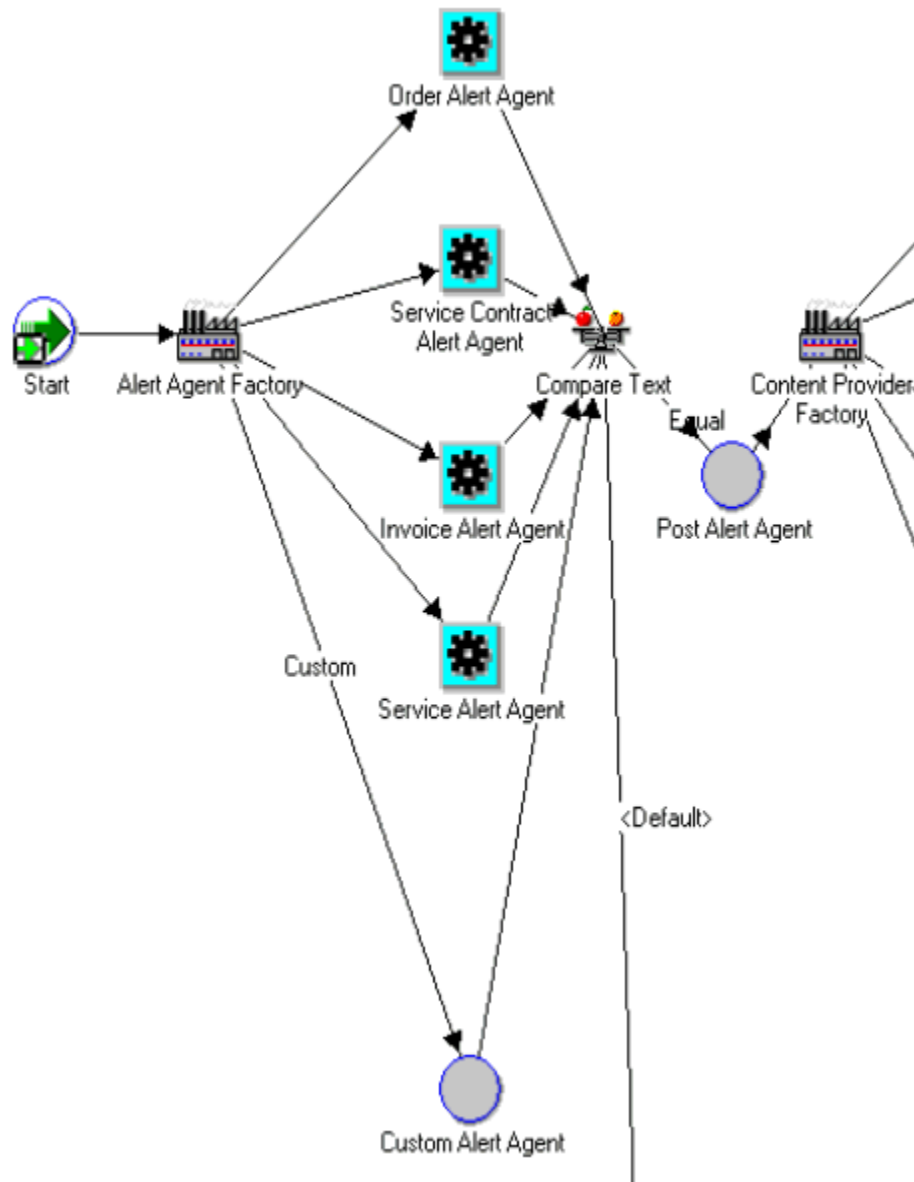 Order Alert Agent
Service Contract
Alert Agent
Start
Alert Agent Factory
Compare Text
Content Provider
Factory
Equal
Invoice Alert Agent
Post Alert Agent
Custom
Service Alert Agent
<Default>
Custom Alert Agent